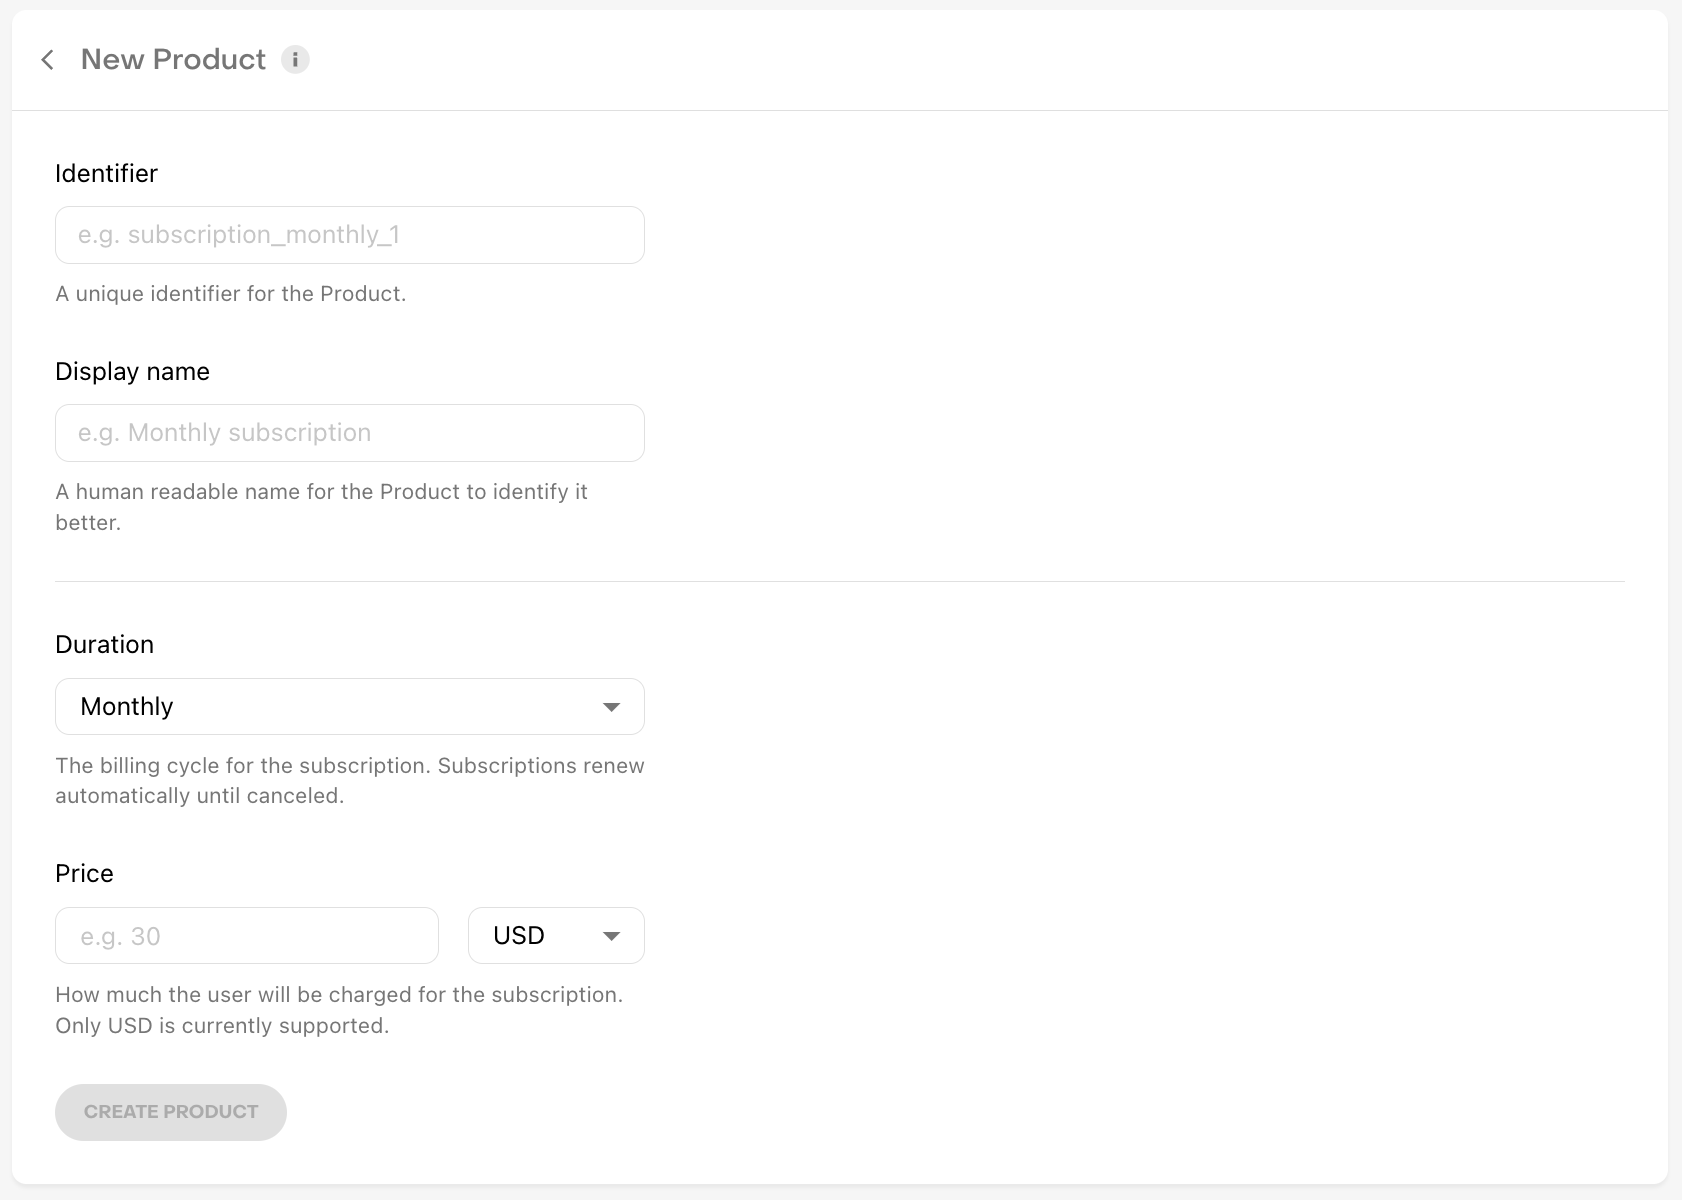 New Product
Identifier
e.g. subscription_monthly_1
A unique identifier for the Product.
Display name
e.g. Monthly subscription
A human readable name for the Product to identify it
better.
Duration
Monthly
The billing cycle for the subscription. Subscriptions renew
automatically until canceled.
Price
e.g. 30
USD
How much the user will be charged for the subscription.
Only USD is currently supported.
CREATE PRODUCT